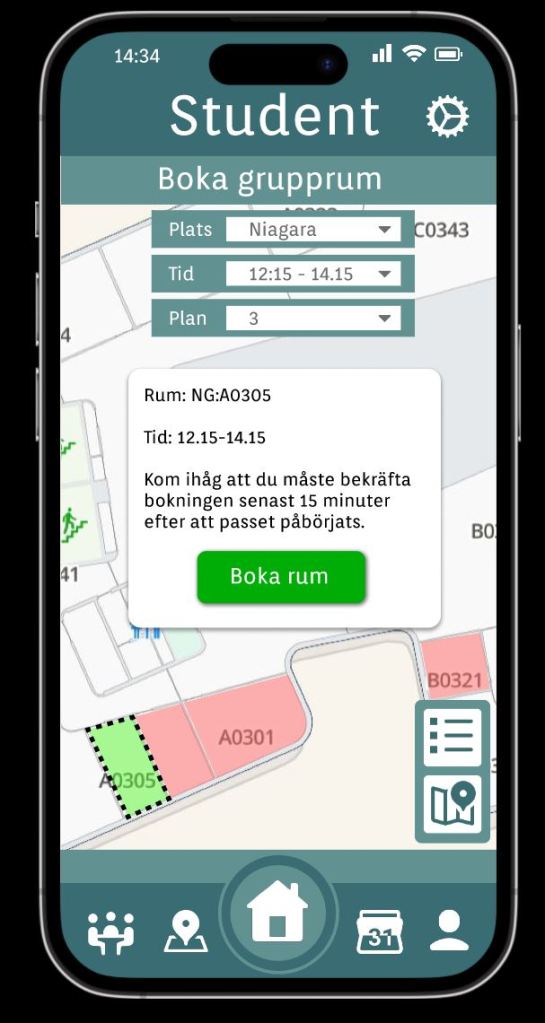 14:34
Student
Boka grupprum
Plats Niagara
C0343
Tid 12:15 - 14.15
Plan 3
4
Rum: NG:A0305
Tid: 12.15-14.15
Kom ihåg att du måste bekräfta
bokningen senast 15 minuter
efter att passet påbörjats.
B0
41
Boka rum
B0321
A0301
A0305
31